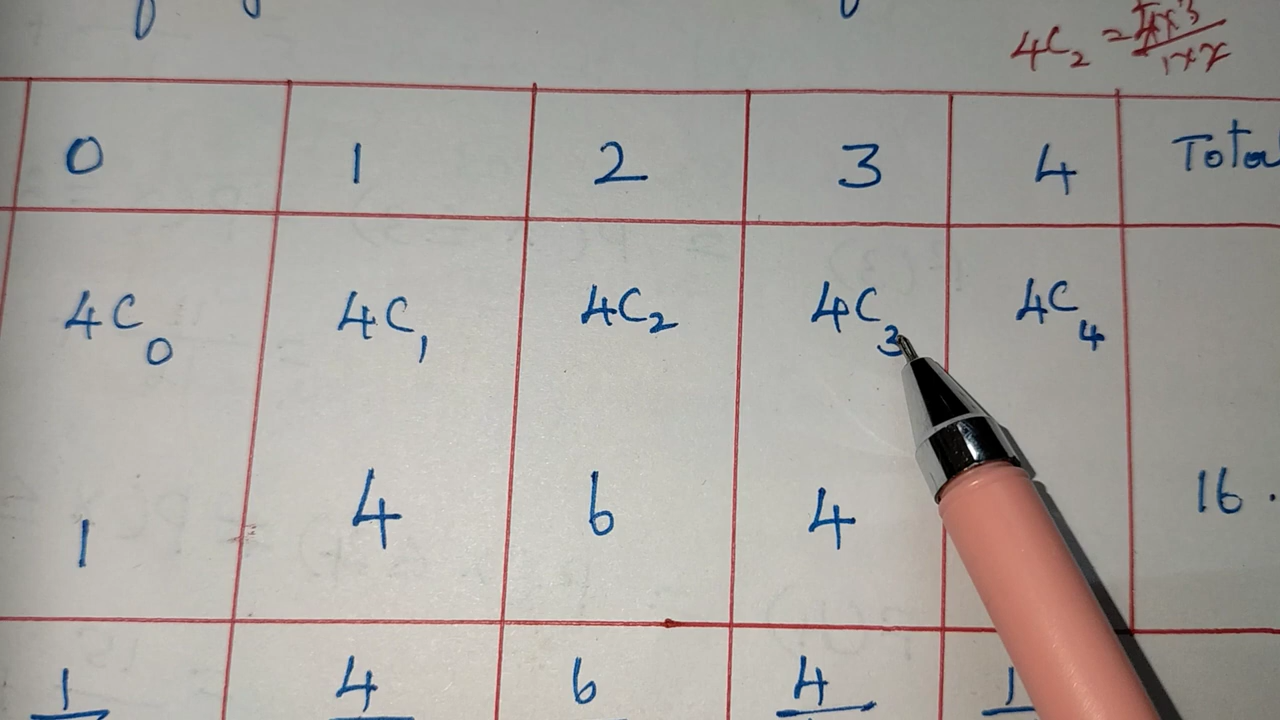 4C₂ = 4×3
1×2
0 1 2 3 4 Tota
4C₀ 4C₁ 4C₂ 4C₃ 4C₄
1 4 6 4 16.
1 4 6 4 1